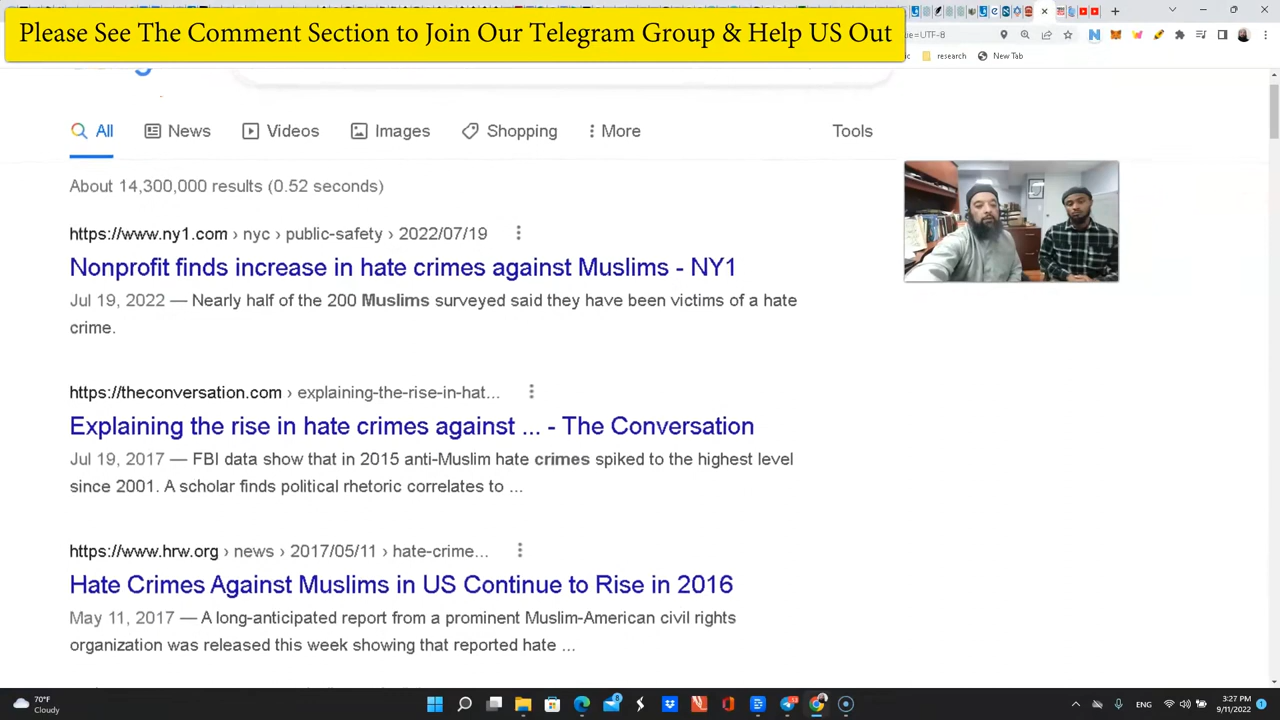 Please See The Comment Section to Join Our Telegram Group & Help US Out
ue=UTF-8
research
New Tab
All
News
Videos
Images
Shopping
More
Tools
About 14,300,000 results (0.52 seconds)
https://www.ny1.com › nyc › public-safety › 2022/07/19
Nonprofit finds increase in hate crimes against Muslims - NY1
Jul 19, 2022 — Nearly half of the 200 Muslims surveyed said they have been victims of a hate
crime.
https://theconversation.com › explaining-the-rise-in-hat...
Explaining the rise in hate crimes against ... - The Conversation
Jul 19, 2017 — FBI data show that in 2015 anti-Muslim hate crimes spiked to the highest level
since 2001. A scholar finds political rhetoric correlates to ...
https://www.hrw.org › news › 2017/05/11 › hate-crime...
Hate Crimes Against Muslims in US Continue to Rise in 2016
May 11, 2017 — A long-anticipated report from a prominent Muslim-American civil rights
organization was released this week showing that reported hate ...
70°F
Cloudy
ENG
3:27 PM
9/11/2022